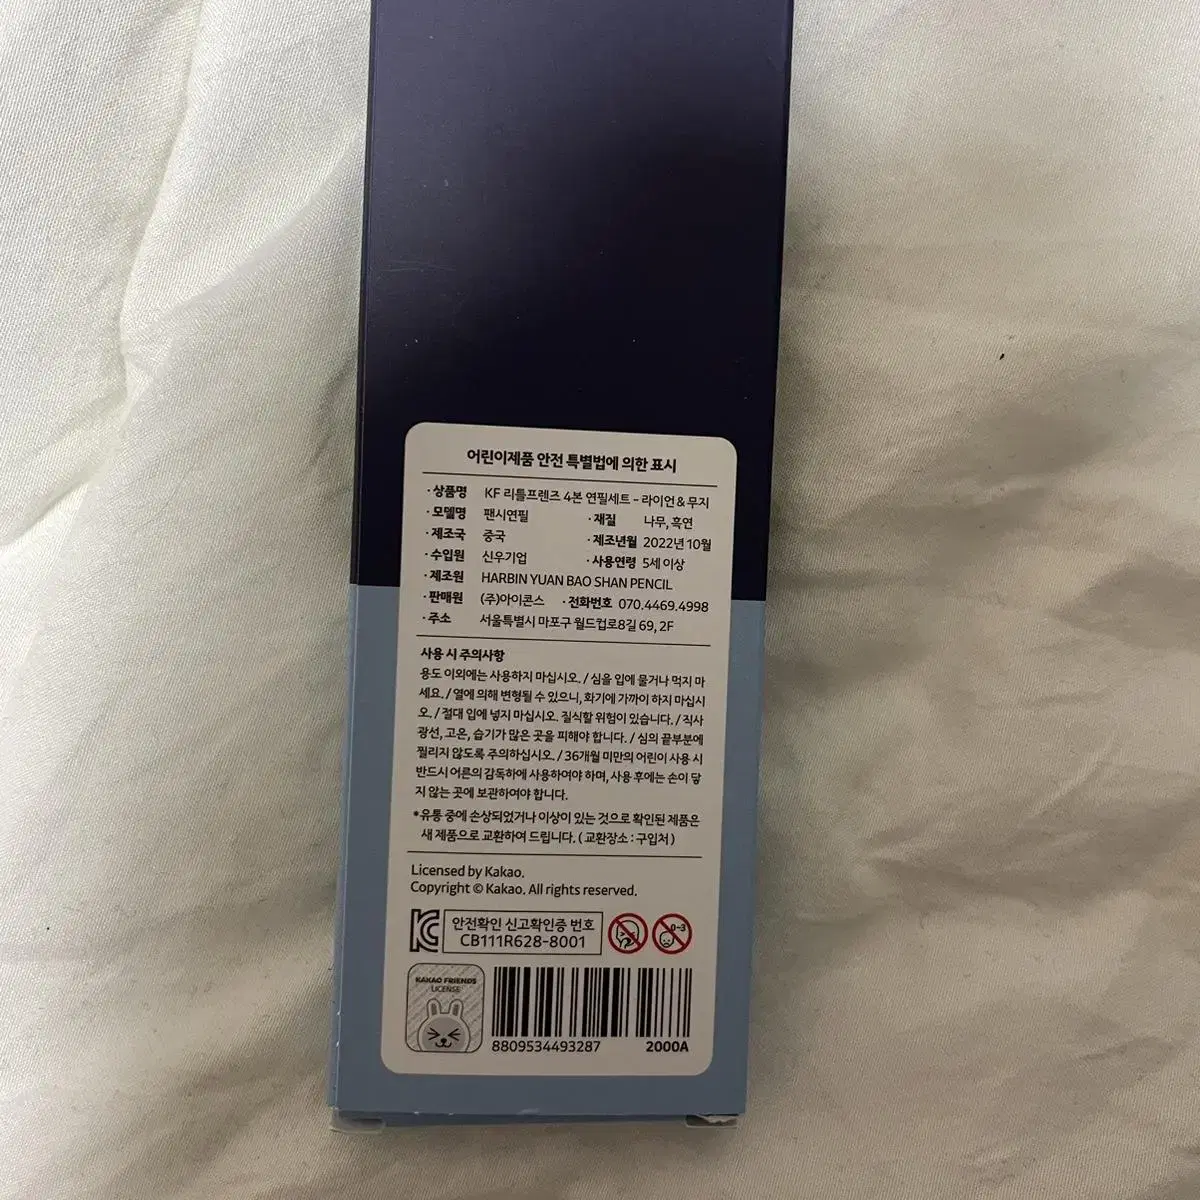 어린이제품 안전 특별법에 의한 표시
·상품명 KF 리틀프렌즈 4본 연필세트 - 라이언 & 무지
·모델명 팬시연필 ·재질 나무, 흑연
·제조국 중국 ·제조년월 2022년 10월
·수입원 신우기업 ·사용연령 5세 이상
·제조원 HARBIN YUAN BAO SHAN PENCIL
·판매원 (주)아이콘스 ·전화번호 070.4469.4998
·주소 서울특별시 마포구 월드컵로8길 69, 2F
사용 시 주의사항
용도 이외에는 사용하지 마십시오. / 심을 입에 물거나 먹지 마
세요. / 열에 의해 변형될 수 있으니, 화기에 가까이 하지 마십시
오. / 절대 입에 넣지 마십시오. 질식할 위험이 있습니다. / 직사
광선, 고온, 습기가 많은 곳을 피해야 합니다. / 심의 끝부분에
찔리지 않도록 주의하십시오. / 36개월 미만의 어린이 사용 시
반드시 어른의 감독하에 사용하여야 하며, 사용 후에는 손이 닿
지 않는 곳에 보관하여야 합니다.
*유통 중에 손상되었거나 이상이 있는 것으로 확인된 제품은
새 제품으로 교환하여 드립니다. ( 교환장소 : 구입처 )
Licensed by Kakao.
Copyright © Kakao. All rights reserved.
안전확인 신고확인증 번호
CB111R628-8001
0-3
KAKAO FRIENDS
LICENSE
8809534493287 2000A